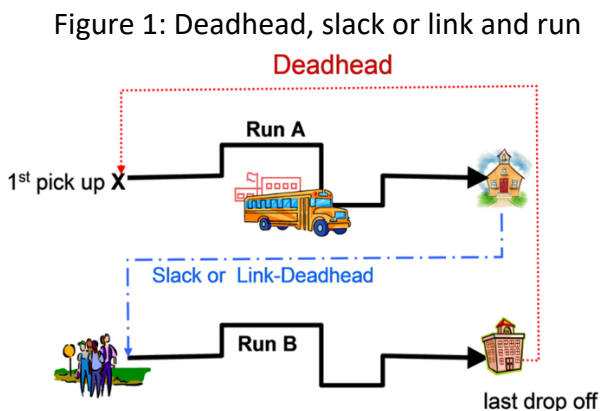 Figure 1: Deadhead, slack or link and run
Deadhead
Run A
1st pick up X
Slack or Link-Deadhead
Run B
last drop off